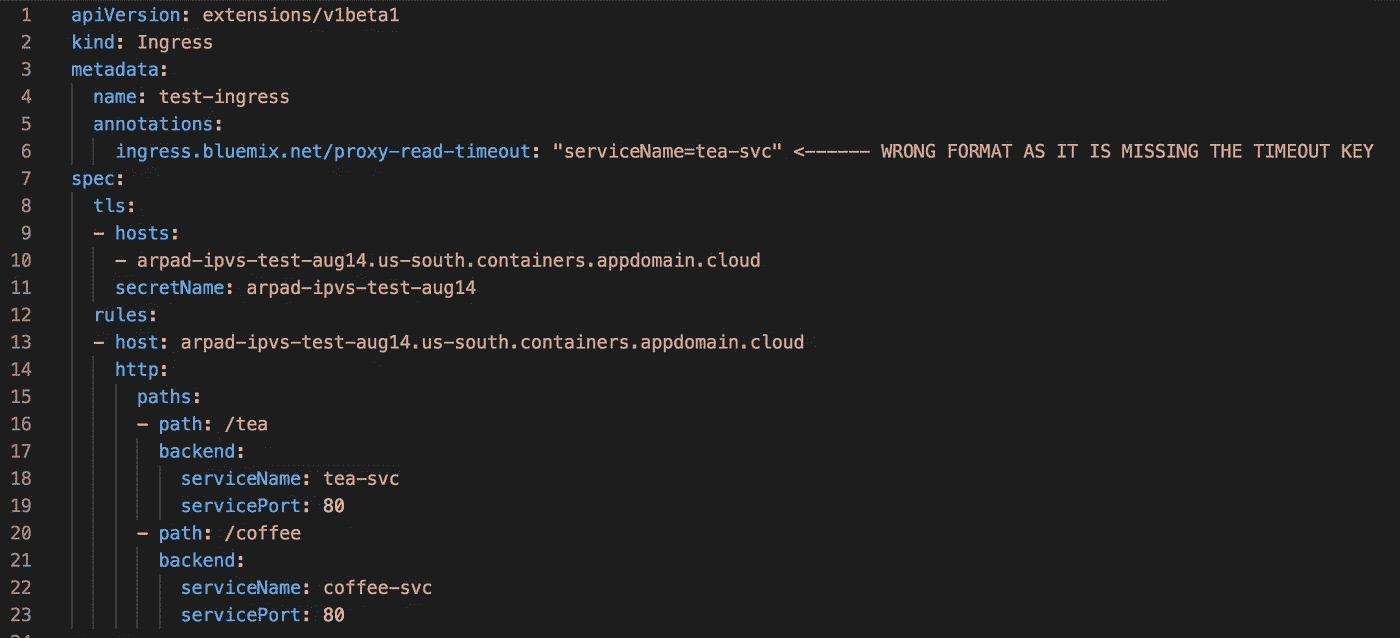 1 apiVersion: extensions/v1beta1
2 kind: Ingress
3 metadata:
4   name: test-ingress
5   annotations:
6     ingress.bluemix.net/proxy-read-timeout: "serviceName=tea-svc" <------ WRONG FORMAT AS IT IS MISSING THE TIMEOUT KEY
7 spec:
8   tls:
9   - hosts:
10     - arpad-ipvs-test-aug14.us-south.containers.appdomain.cloud
11     secretName: arpad-ipvs-test-aug14
12   rules:
13   - host: arpad-ipvs-test-aug14.us-south.containers.appdomain.cloud
14     http:
15       paths:
16       - path: /tea
17         backend:
18           serviceName: tea-svc
19           servicePort: 80
20       - path: /coffee
21         backend:
22           serviceName: coffee-svc
23           servicePort: 80